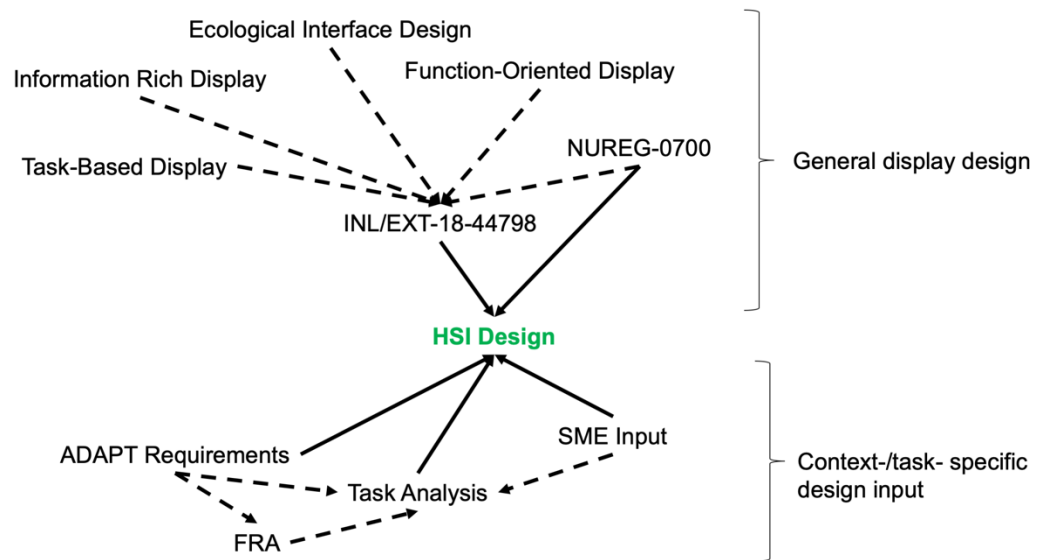 Ecological Interface Design
Information Rich Display
Function-Oriented Display
Task-Based Display
NUREG-0700
General display design
INL/EXT-18-44798
HSI Design
ADAPT Requirements
SME Input
Task Analysis
Context-/task- specific
design input
FRA